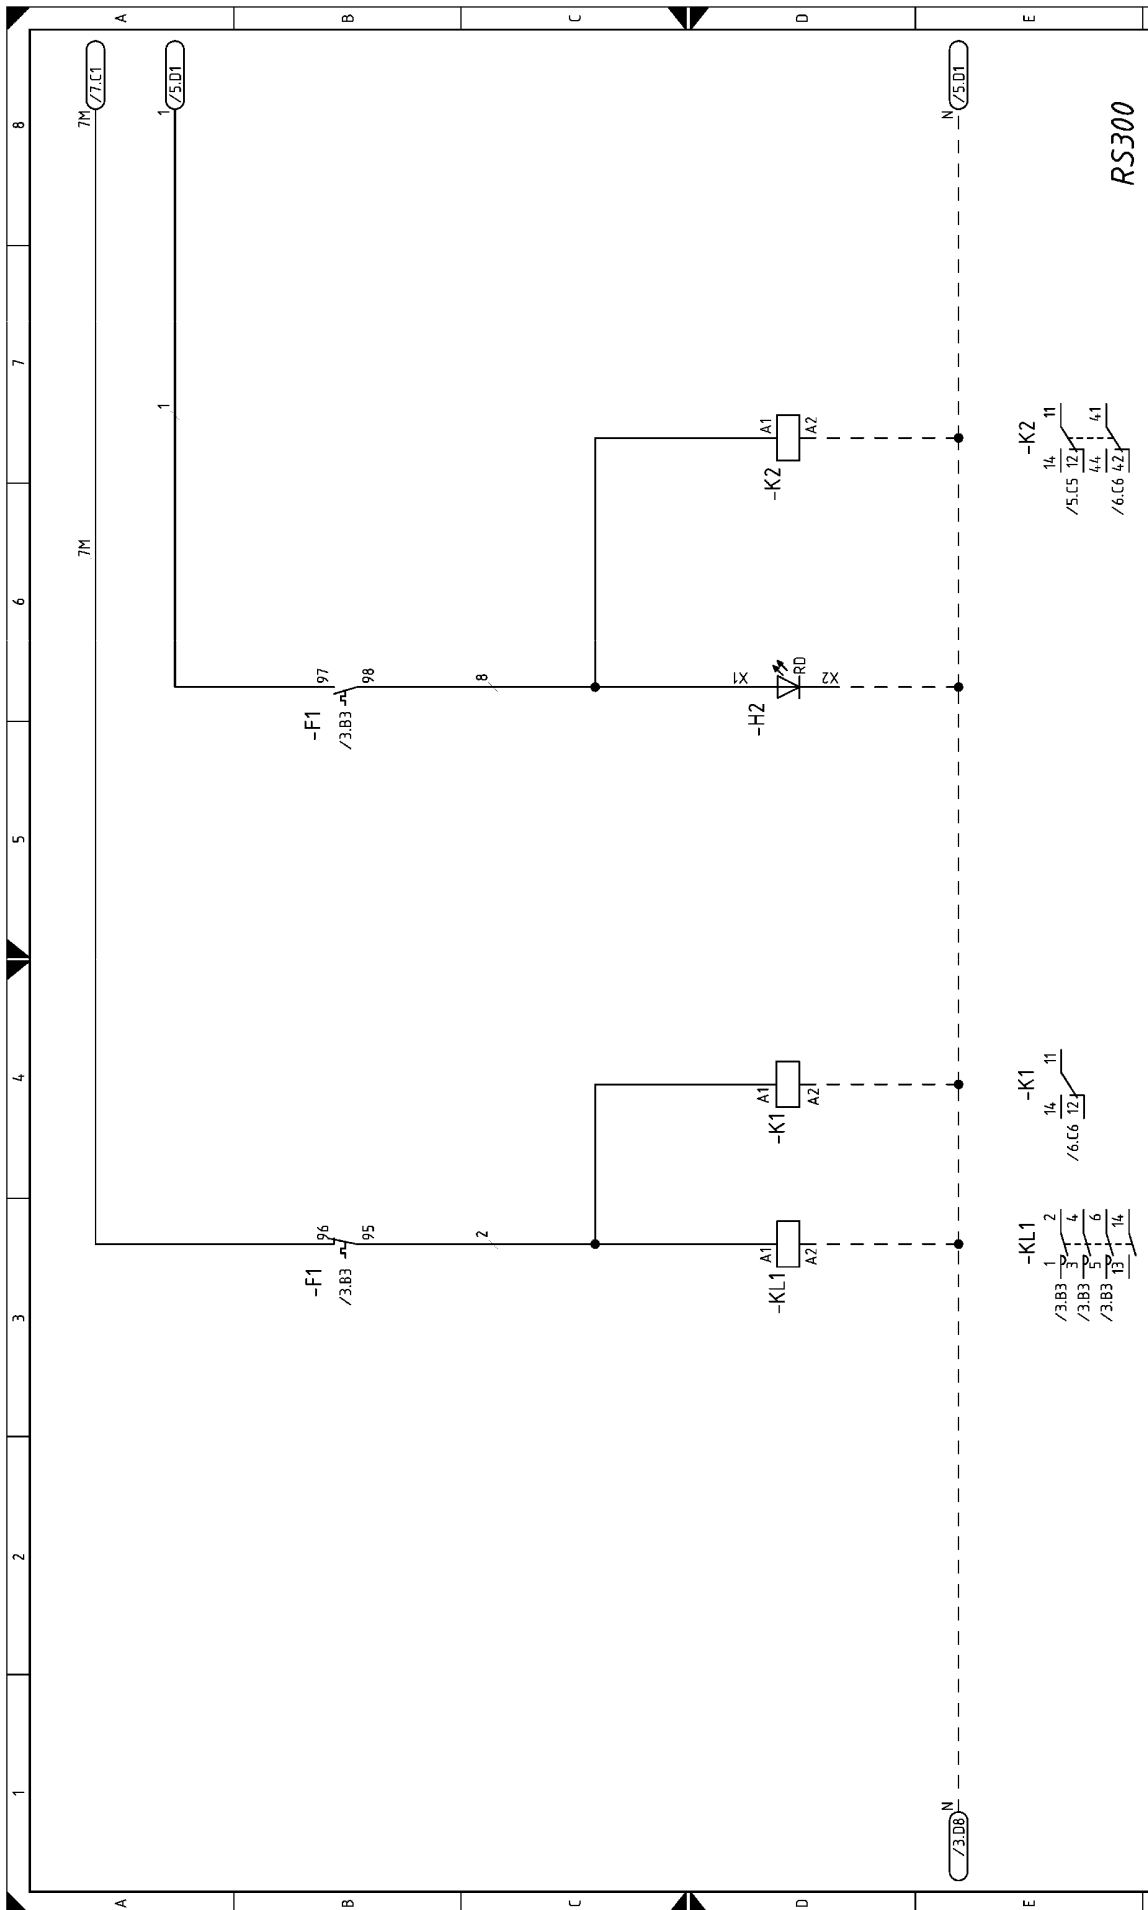 8
7
6
5
4
3
2
1
A
B
C
D
E
A
B
C
D
E
7M
/7.C1
1
/5.D1
N
/5.D1
7M
1
-F1
/3.B3
96
95
2
-F1
/3.B3
97
98
8
-KL1
A1
A2
-K1
A1
A2
-H2
X1
RD
X2
-K2
A1
A2
N
/3.D8
-KL1
/3.B3 1 2
/3.B3 3 4
/3.B3 5 6
13 14
-K1
14 11
/6.C6 12
-K2
14 11
/5.C5 12
44 41
/6.C6 42
RS300